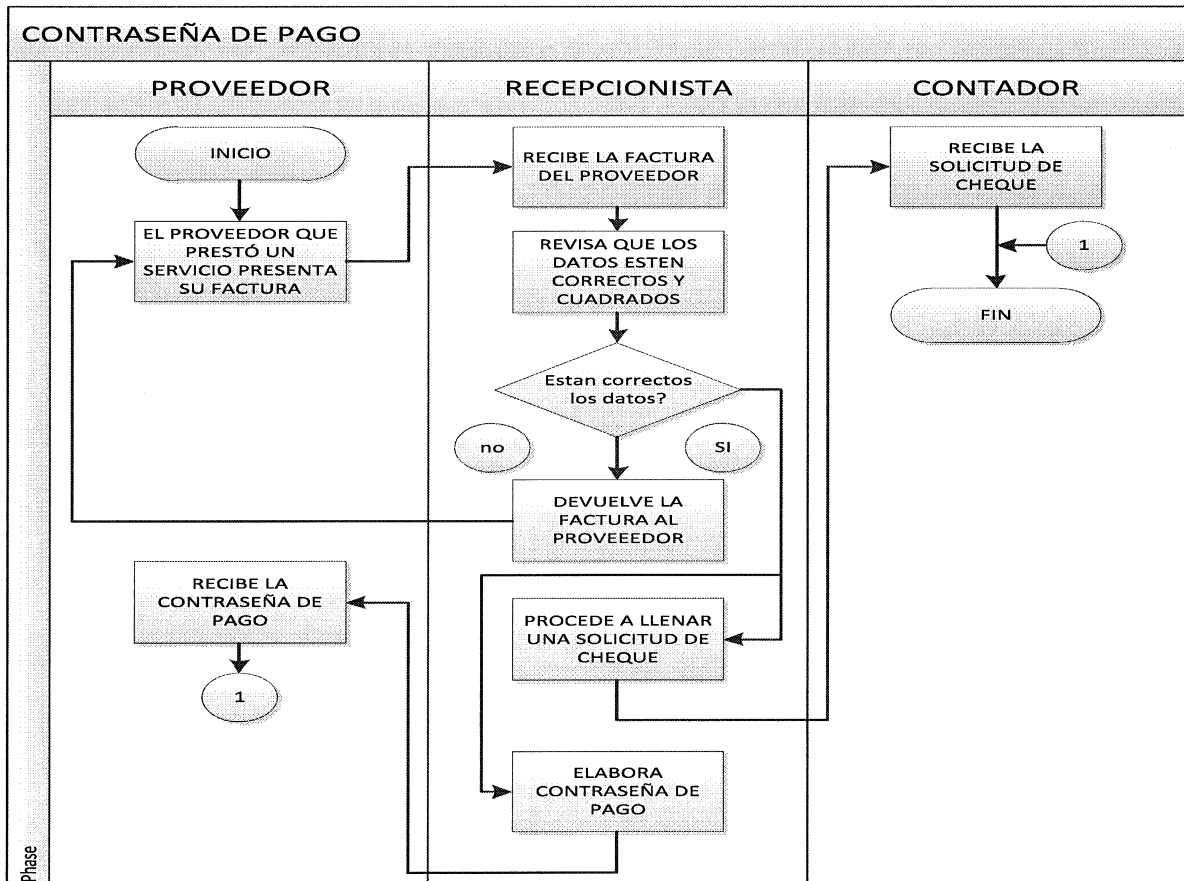 CONTRASEÑA DE PAGO
PROVEEDOR
RECEPCIONISTA
CONTADOR
INICIO
EL PROVEEDOR QUE
PRESTÓ UN
SERVICIO PRESENTA
SU FACTURA
RECIBE LA FACTURA
DEL PROVEEDOR
REVISA QUE LOS
DATOS ESTEN
CORRECTOS Y
CUADRADOS
Estan correctos
los datos?
no
SI
DEVUELVE LA
FACTURA AL
PROVEEEDOR
RECIBE LA
CONTRASEÑA DE
PAGO
1
PROCEDE A LLENAR
UNA SOLICITUD DE
CHEQUE
ELABORA
CONTRASEÑA DE
PAGO
RECIBE LA
SOLICITUD DE
CHEQUE
1
FIN
Phase